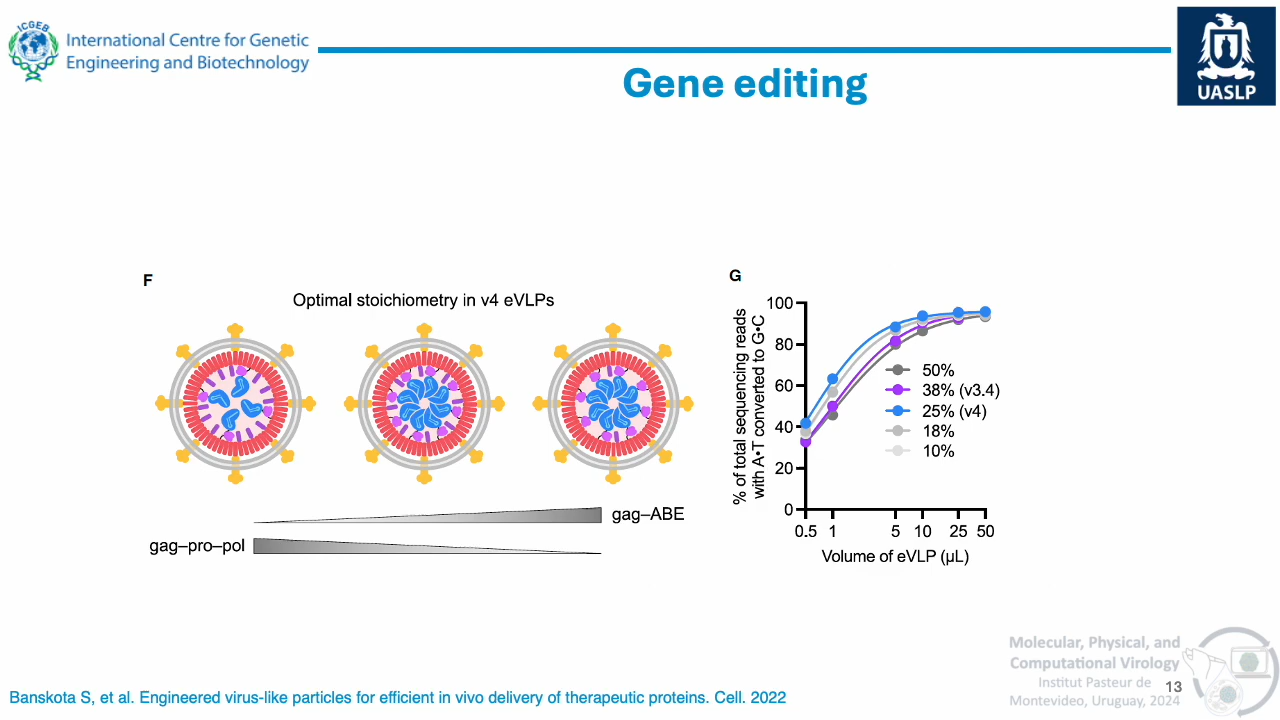 ICGEB
International Centre for Genetic
Engineering and Biotechnology
Gene editing
UASLP
F
Optimal stoichiometry in v4 eVLPs
gag–ABE
gag–pro–pol
G
% of total sequencing reads
with A•T converted to G•C
100
80
60
40
20
0
0.5 1 5 10 25 50
Volume of eVLP (µL)
50%
38% (v3.4)
25% (v4)
18%
10%
Molecular, Physical, and
Computational Virology
Institut Pasteur de
Montevideo, Uruguay, 2024
13
Banskota S, et al. Engineered virus-like particles for efficient in vivo delivery of therapeutic proteins. Cell. 2022